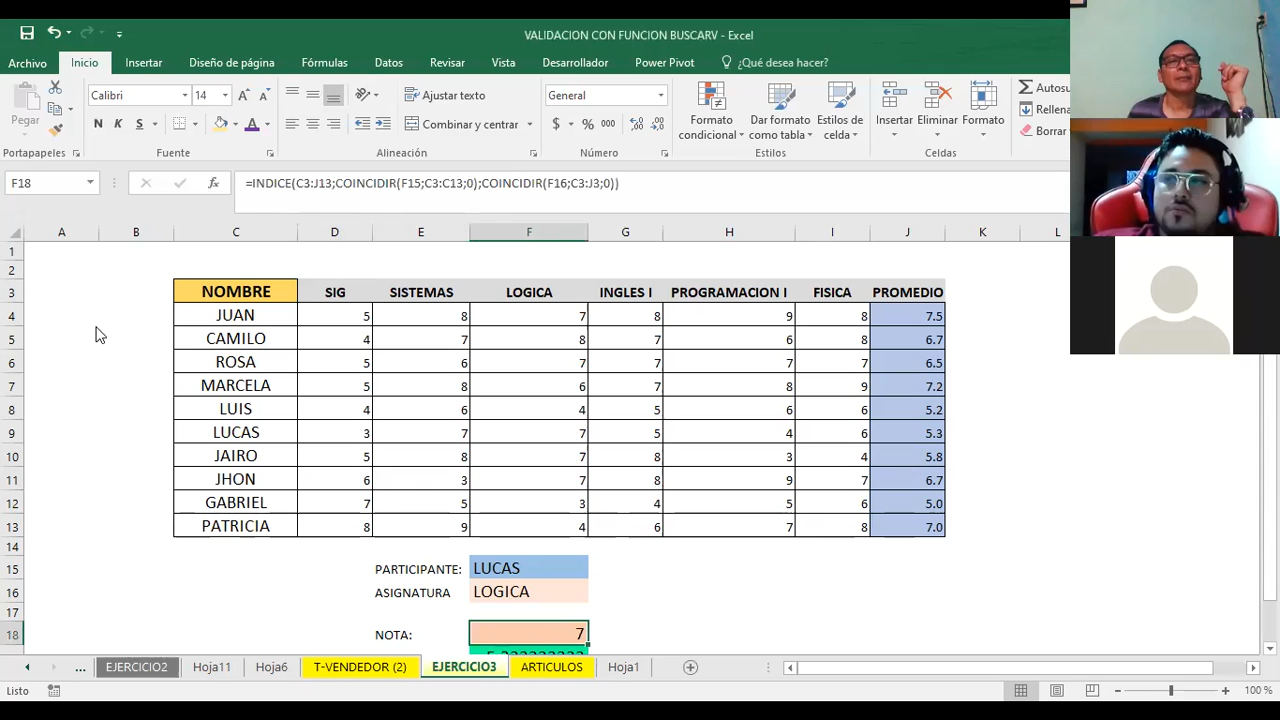 VALIDACION CON FUNCION BUSCARV - Excel
Archivo Inicio Insertar Diseño de página Fórmulas Datos Revisar Vista Desarrollador Power Pivot ¿Qué desea hacer?
Calibri 14 Ajustar texto General Autosu
Pegar N K S Combinar y centrar $ % 000 Formato condicional Dar formato como tabla Estilos de celda Insertar Eliminar Formato Rellena
Borrar
Portapapeles Fuente Alineación Número Estilos Celdas
F18 fx =INDICE(C3:J13;COINCIDIR(F15;C3:C13;0);COINCIDIR(F16;C3:J3;0))
A B C D E F G H I J K L
1
2
3 NOMBRE SIG SISTEMAS LOGICA INGLES I PROGRAMACION I FISICA PROMEDIO
4 JUAN 5 8 7 8 9 8 7.5
5 CAMILO 4 7 8 7 6 8 6.7
6 ROSA 5 6 7 7 7 7 6.5
7 MARCELA 5 8 6 7 8 9 7.2
8 LUIS 4 6 4 5 6 6 5.2
9 LUCAS 3 7 7 5 4 6 5.3
10 JAIRO 5 8 7 8 3 4 5.8
11 JHON 6 3 7 8 9 7 6.7
12 GABRIEL 7 5 3 4 5 6 5.0
13 PATRICIA 8 9 4 6 7 8 7.0
14
15 PARTICIPANTE: LUCAS
16 ASIGNATURA LOGICA
17
18 NOTA: 7
... EJERCICIO2 Hoja11 Hoja6 T-VENDEDOR (2) EJERCICIO3 ARTICULOS Hoja1
Listo 100 %